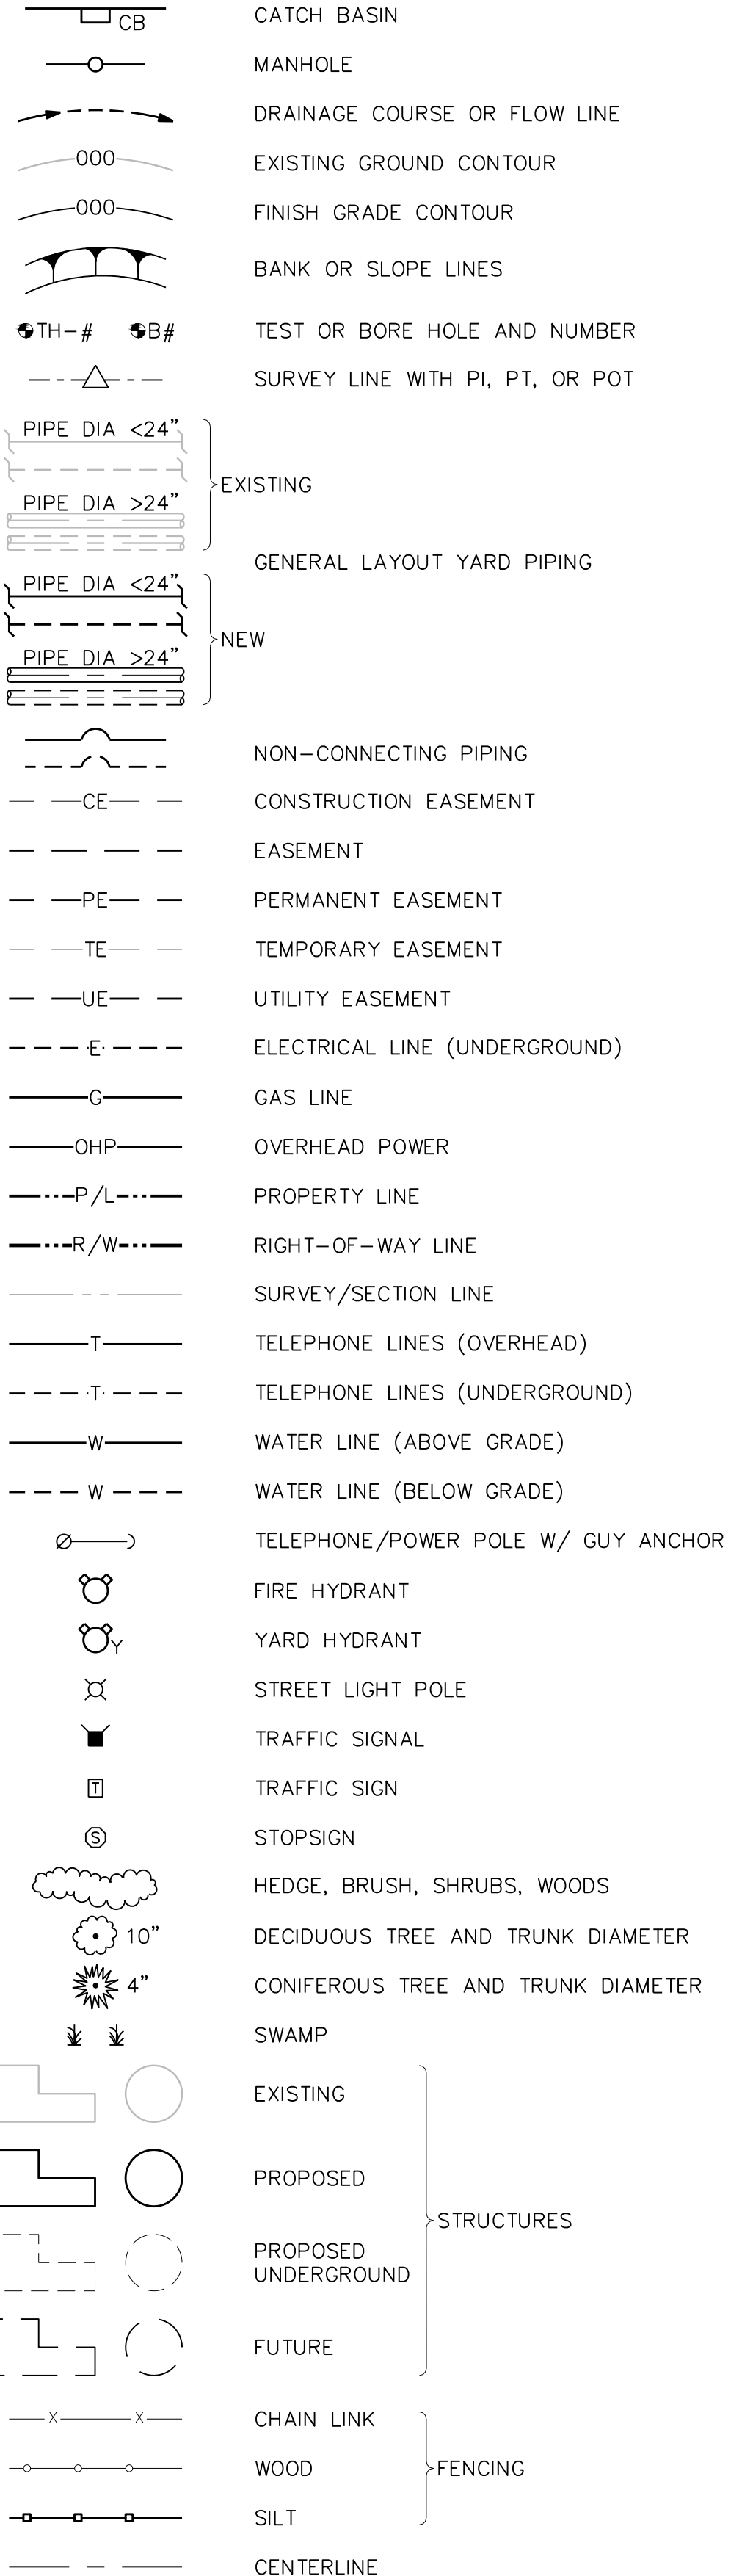 CB CATCH BASIN
MANHOLE
DRAINAGE COURSE OR FLOW LINE
000 EXISTING GROUND CONTOUR
000 FINISH GRADE CONTOUR
BANK OR SLOPE LINES
TH-# B# TEST OR BORE HOLE AND NUMBER
SURVEY LINE WITH PI, PT, OR POT
PIPE DIA <24"
EXISTING
PIPE DIA >24"
GENERAL LAYOUT YARD PIPING
PIPE DIA <24"
NEW
PIPE DIA >24"
NON-CONNECTING PIPING
CE CONSTRUCTION EASEMENT
EASEMENT
PE PERMANENT EASEMENT
TE TEMPORARY EASEMENT
UE UTILITY EASEMENT
E ELECTRICAL LINE (UNDERGROUND)
G GAS LINE
OHP OVERHEAD POWER
P/L PROPERTY LINE
R/W RIGHT-OF-WAY LINE
SURVEY/SECTION LINE
T TELEPHONE LINES (OVERHEAD)
T TELEPHONE LINES (UNDERGROUND)
W WATER LINE (ABOVE GRADE)
W WATER LINE (BELOW GRADE)
TELEPHONE/POWER POLE W/ GUY ANCHOR
FIRE HYDRANT
Y YARD HYDRANT
STREET LIGHT POLE
TRAFFIC SIGNAL
T TRAFFIC SIGN
S STOPSIGN
HEDGE, BRUSH, SHRUBS, WOODS
10" DECIDUOUS TREE AND TRUNK DIAMETER
4" CONIFEROUS TREE AND TRUNK DIAMETER
SWAMP
EXISTING
PROPOSED
STRUCTURES
PROPOSED
UNDERGROUND
FUTURE
X X CHAIN LINK
WOOD FENCING
SILT
CENTERLINE